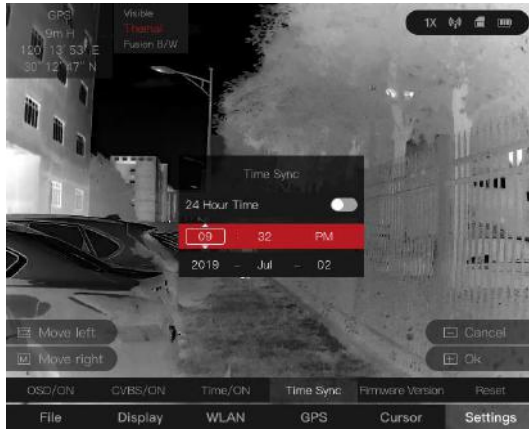 GPS
9m H
120° 13' 53" E
30° 12' 47" N
Visible
Thermal
Fusion B/W
1X
Time Sync
24 Hour Time
09 : 32 PM
2019 - Jul - 02
Move left
M Move right
Cancel
Ok
OSD/ON CVBS/ON Time/ON Time Sync Firmware Version Reset
File Display WLAN GPS Cursor Settings